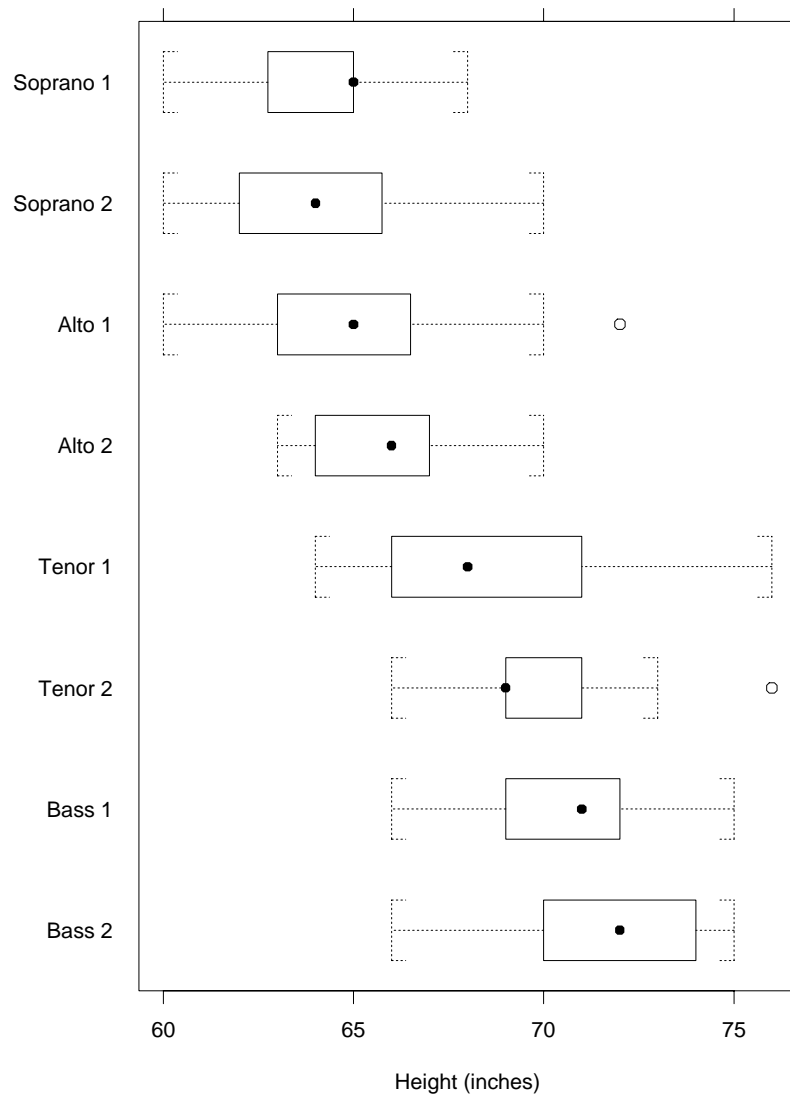 Soprano 1
Soprano 2
Alto 1
Alto 2
Tenor 1
Tenor 2
Bass 1
Bass 2
60 65 70 75
Height (inches)